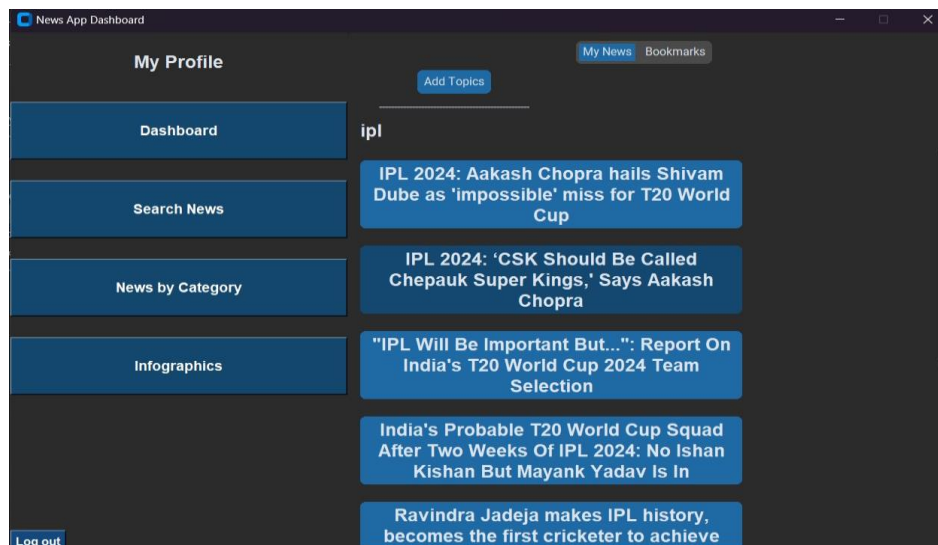 News App Dashboard
My Profile
Dashboard
Search News
News by Category
Infographics
Log out
My News Bookmarks
Add Topics
ipl
IPL 2024: Aakash Chopra hails Shivam
Dube as 'impossible' miss for T20 World
Cup
IPL 2024: ‘CSK Should Be Called
Chepauk Super Kings,' Says Aakash
Chopra
"IPL Will Be Important But...": Report On
India's T20 World Cup 2024 Team
Selection
India's Probable T20 World Cup Squad
After Two Weeks Of IPL 2024: No Ishan
Kishan But Mayank Yadav Is In
Ravindra Jadeja makes IPL history,
becomes the first cricketer to achieve